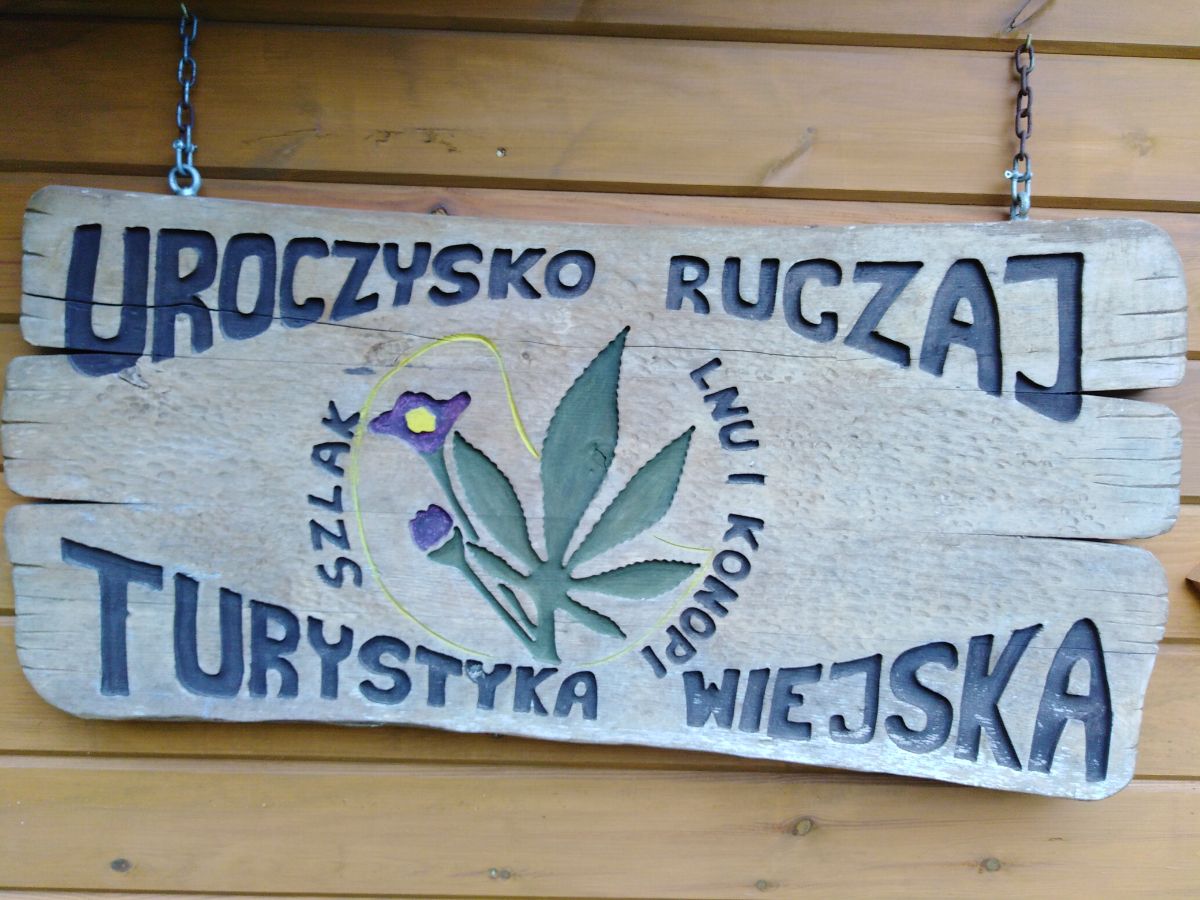 UROCZYSKO RUCZAJ
SZLAK LNU I KONOPI
TURYSTYKA WIEJSKA